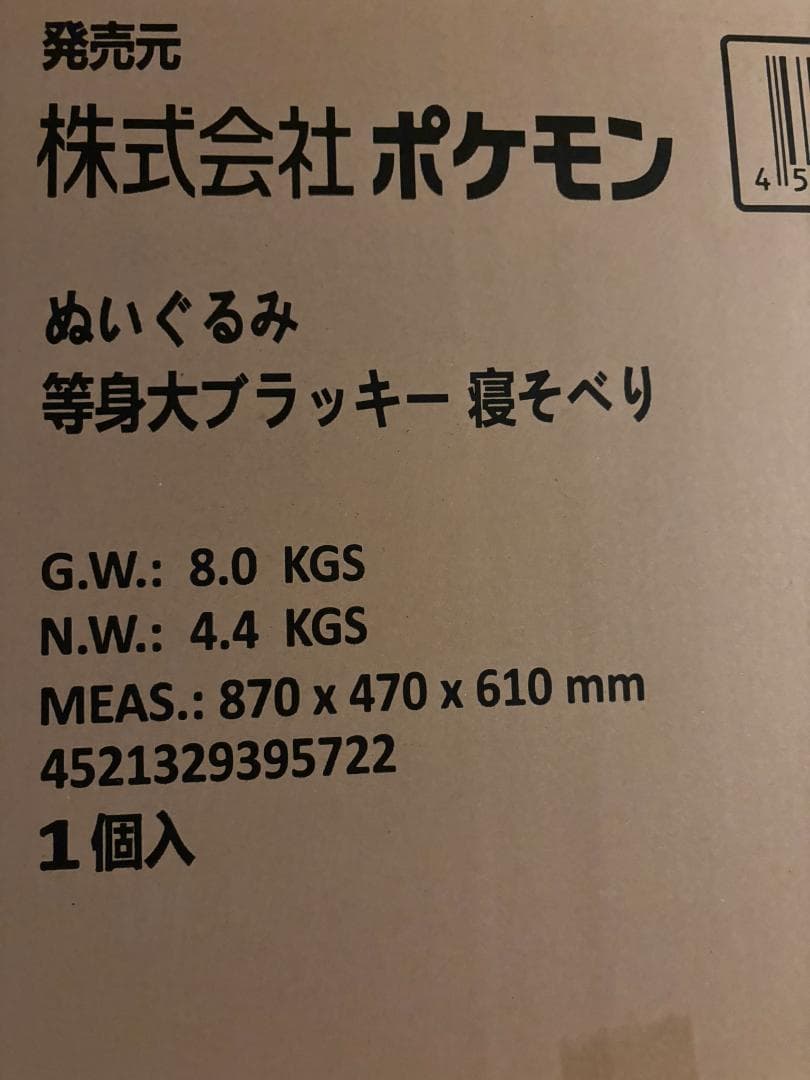 発売元
株式会社 ポケモン
45
ぬいぐるみ
等身大ブラッキー 寝そべり
G.W.: 8.0 KGS
N.W.: 4.4 KGS
MEAS.: 870 x 470 x 610 mm
4521329395722
1個入